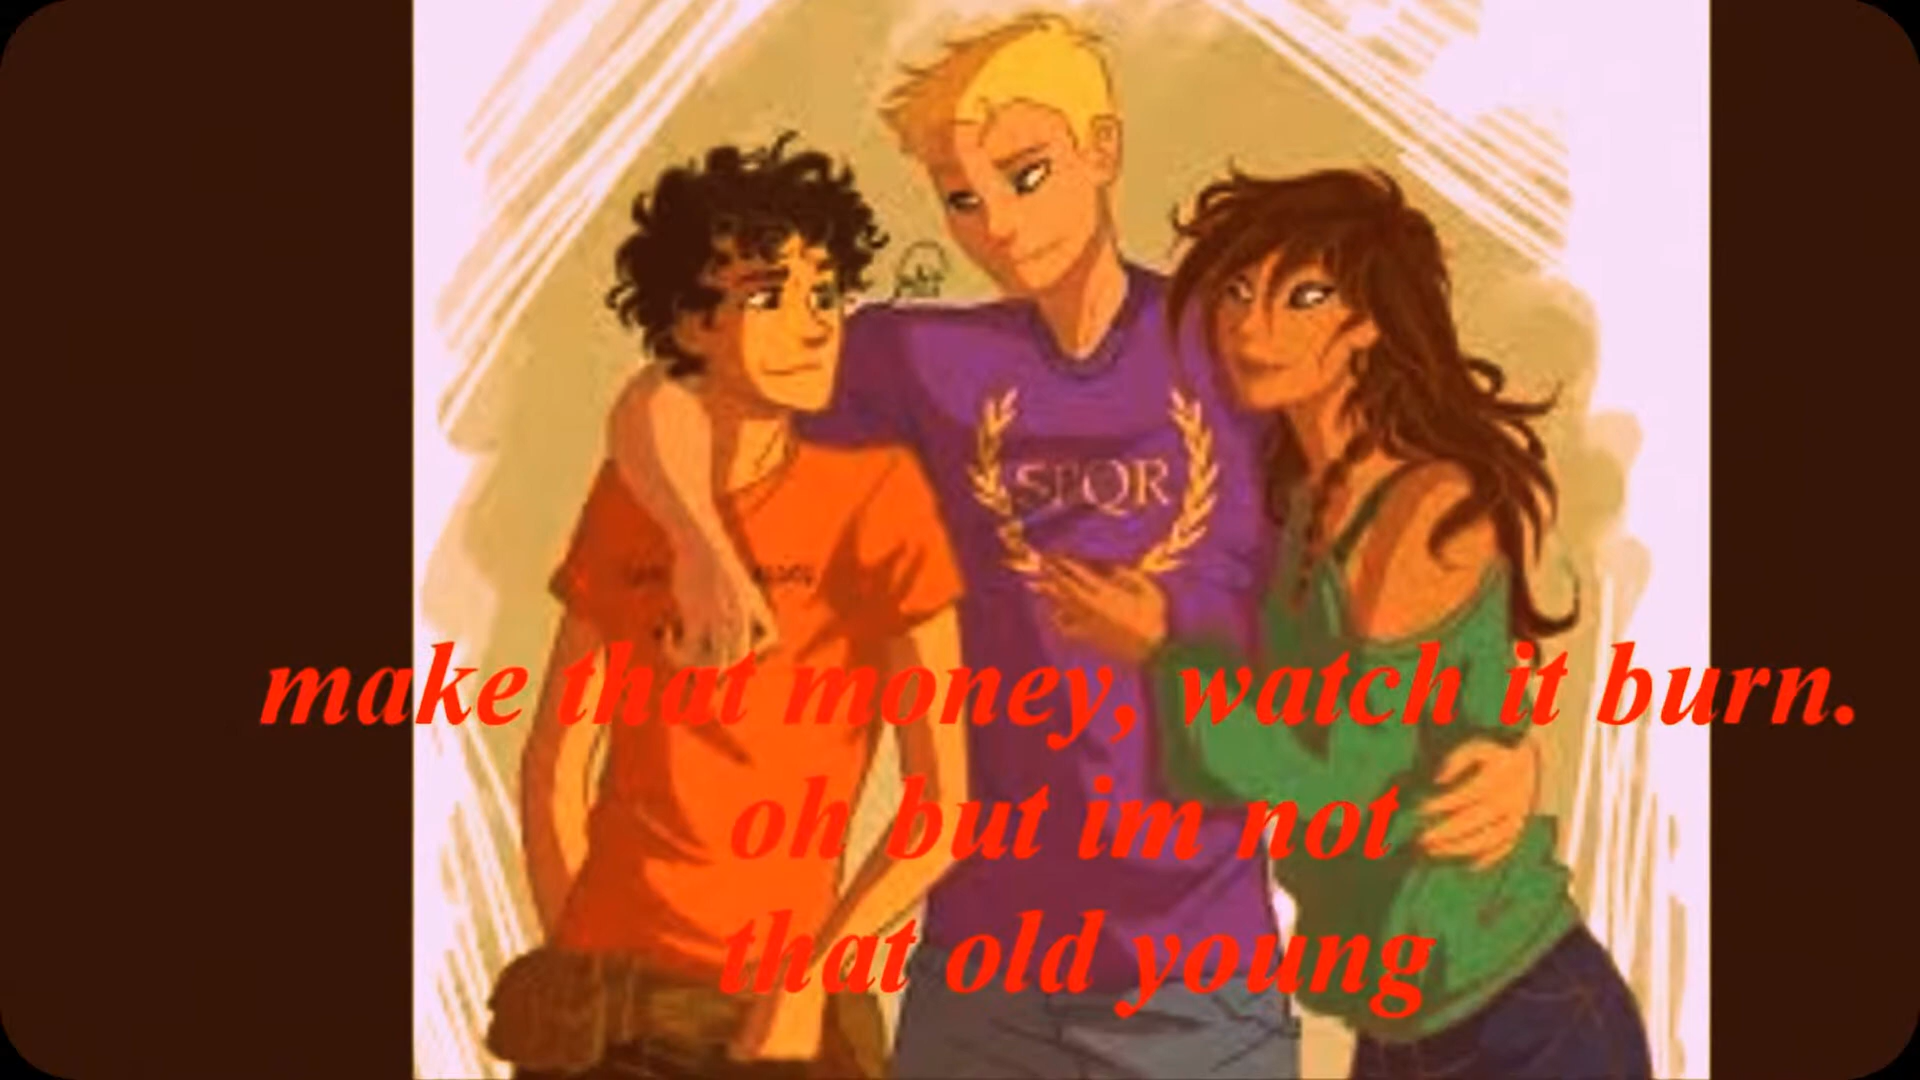 SPQR
make that money, watch it burn.
oh but im not
that old young